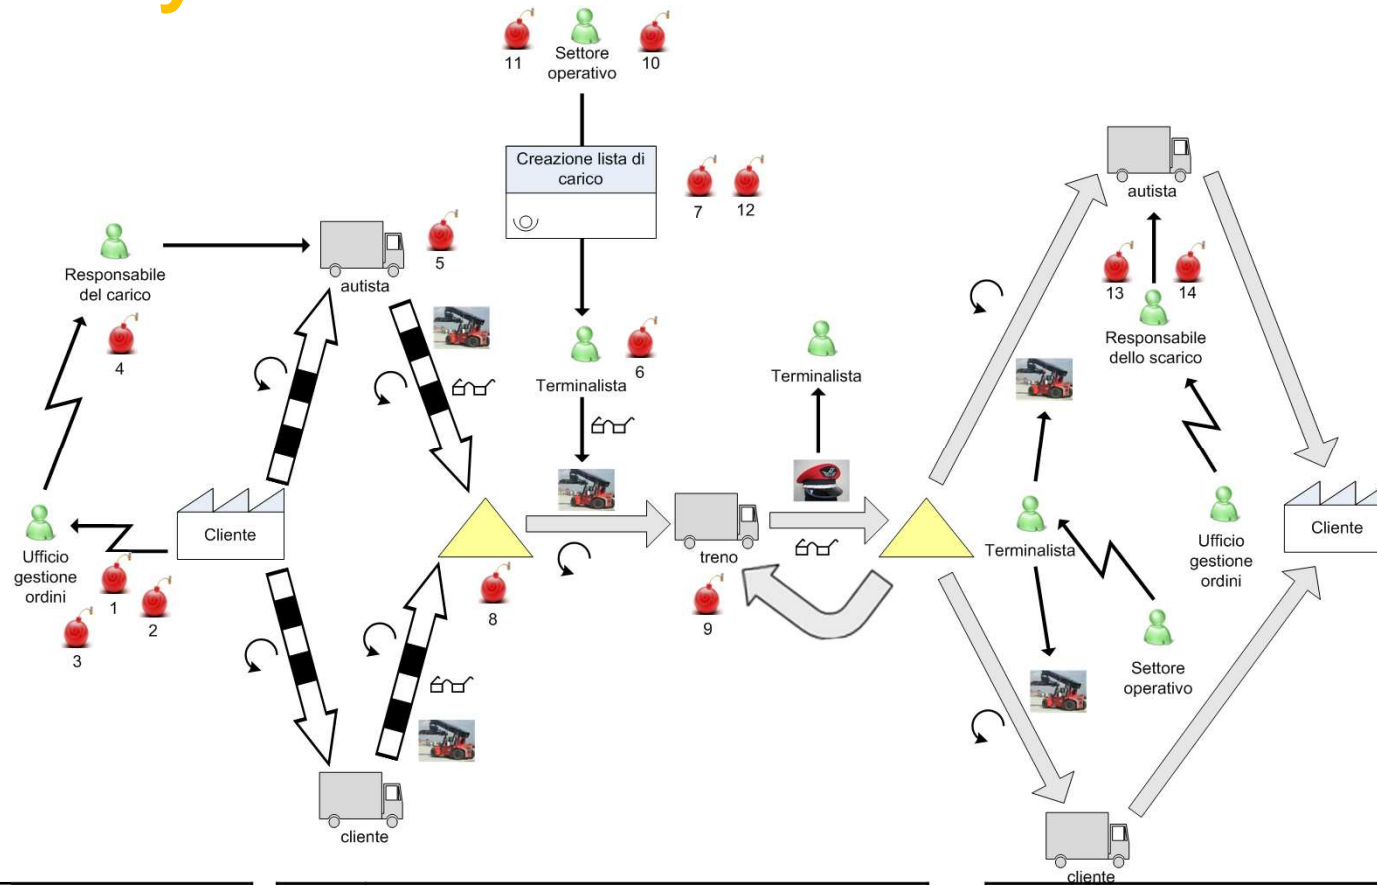 y
11
Settore
operativo
10
Creazione lista di
carico
7
12
autista
Responsabile
del carico
4
autista
5
13
14
Terminalista
6
Terminalista
Responsabile
dello scarico
Ufficio
gestione
ordini
Cliente
1
2
3
8
treno
9
Terminalista
Ufficio
gestione
ordini
Cliente
Settore
operativo
cliente
cliente